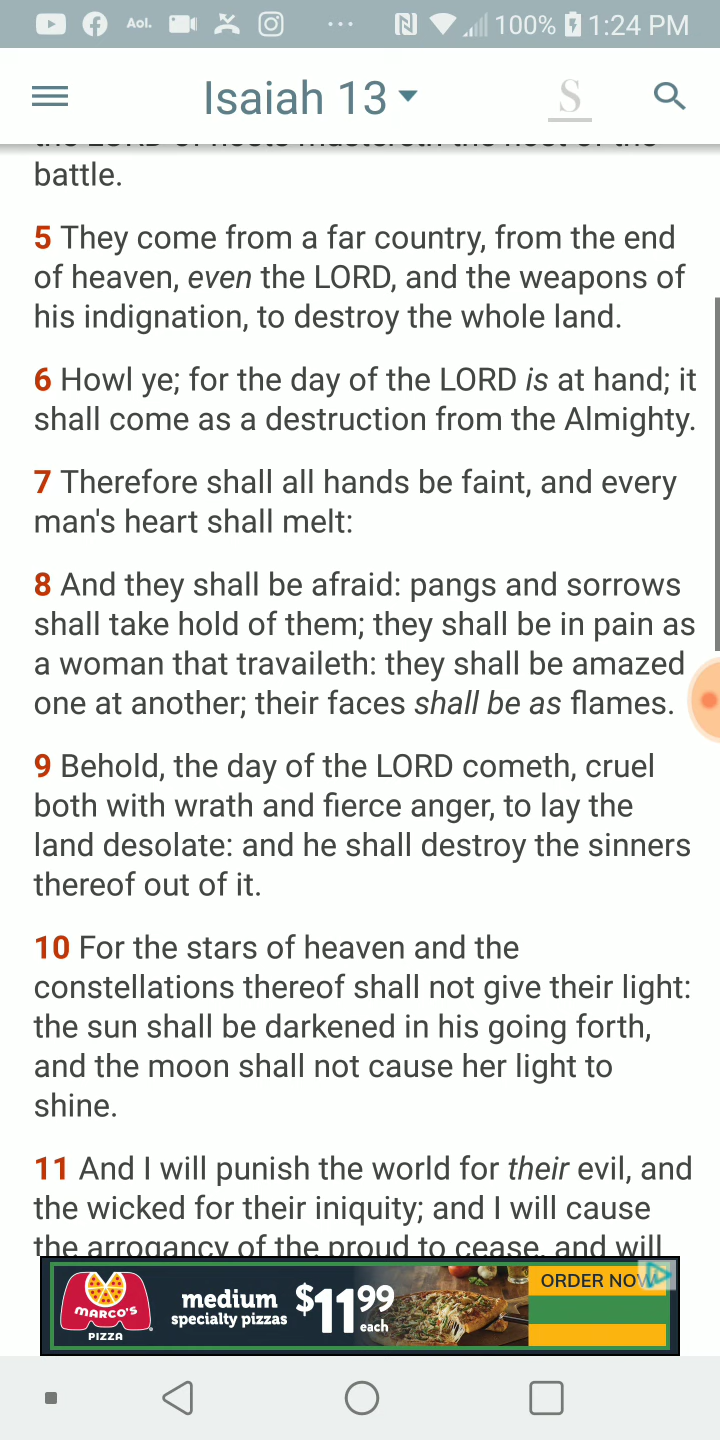 Aol.
100% 1:24 PM
Isaiah 13
S
the LORD of hosts mustereth the host of the
battle.
5 They come from a far country, from the end
of heaven, even the LORD, and the weapons of
his indignation, to destroy the whole land.
6 Howl ye; for the day of the LORD is at hand; it
shall come as a destruction from the Almighty.
7 Therefore shall all hands be faint, and every
man's heart shall melt:
8 And they shall be afraid: pangs and sorrows
shall take hold of them; they shall be in pain as
a woman that travaileth: they shall be amazed
one at another; their faces shall be as flames.
9 Behold, the day of the LORD cometh, cruel
both with wrath and fierce anger, to lay the
land desolate: and he shall destroy the sinners
thereof out of it.
10 For the stars of heaven and the
constellations thereof shall not give their light:
the sun shall be darkened in his going forth,
and the moon shall not cause her light to
shine.
11 And I will punish the world for their evil, and
the wicked for their iniquity; and I will cause
the arrogancy of the proud to cease, and will
MARCO'S
PIZZA
medium
specialty pizzas
$11.99
each
ORDER NOW